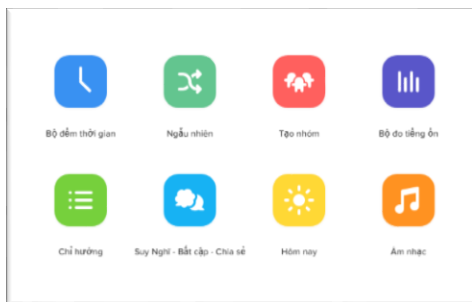 Bộ đếm thời gian
Ngẫu nhiên
Tạo nhóm
Bộ đo tiếng ồn
Chỉ hướng
Suy Nghĩ - Bắt cặp - Chia sẻ
Hôm nay
Âm nhạc